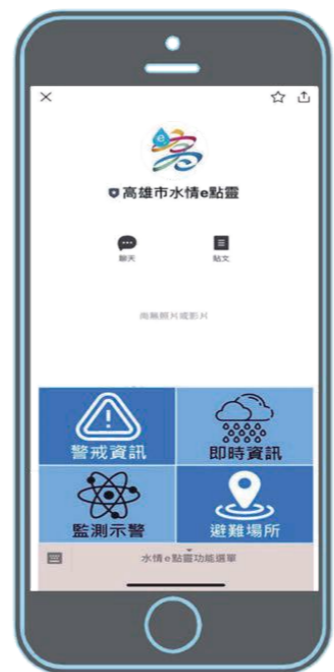 高雄市水情e點靈
聊天
貼文
尚無照片或影片
警戒資訊
即時資訊
監測示警
避難場所
水情e點靈功能選單